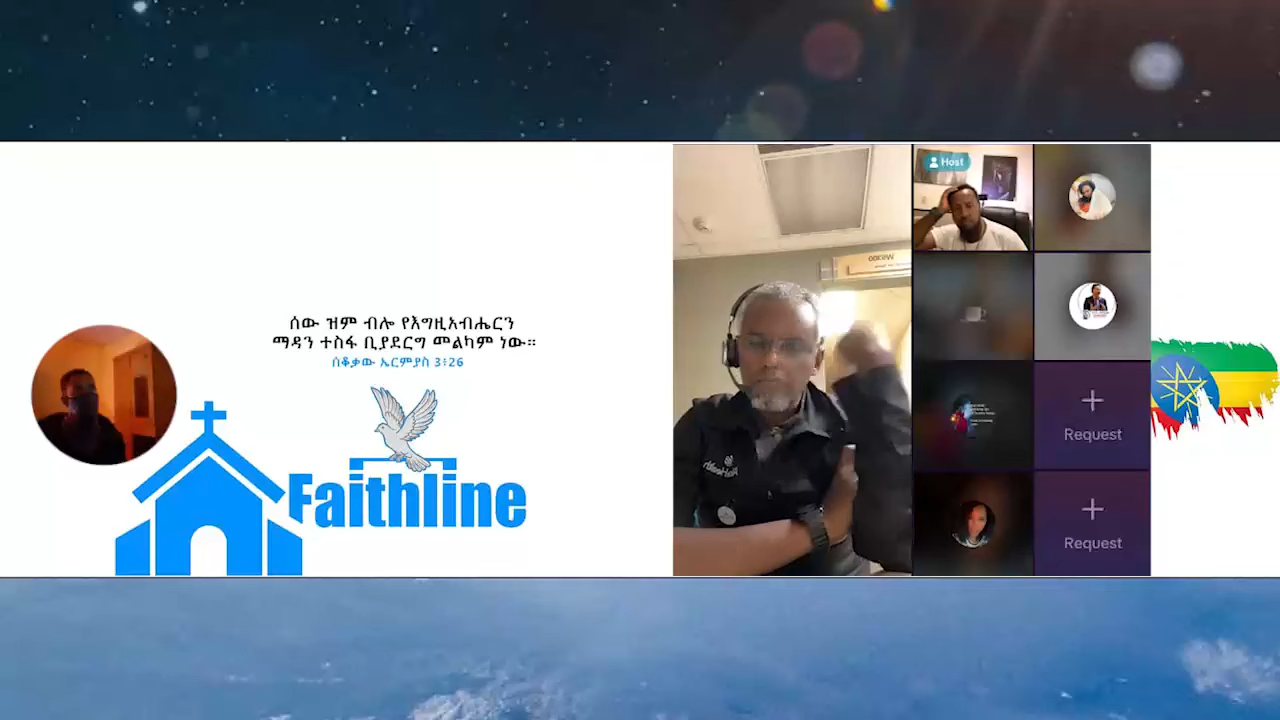 ሰው ዝም ብሎ የእግዚአብሔርን
ማዳን ተስፋ ቢያደርግ መልካም ነው።
ሰቆቃው ኤርምያስ 3፥26
Faithline
Host
Request
Request